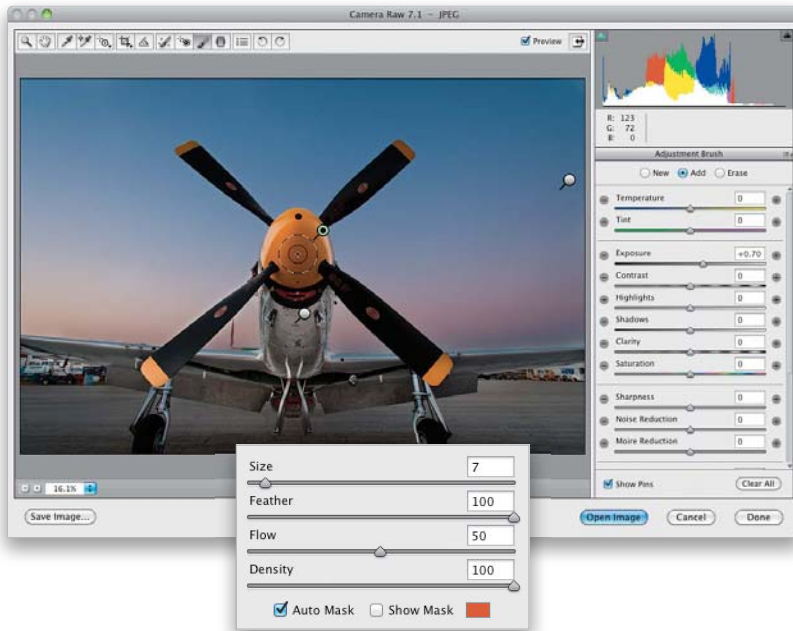 Camera Raw 7.1 – JPEG
Preview
R: 123
G: 72
B: 0
Adjustment Brush
New Add Erase
Temperature 0
Tint 0
Exposure +0.70
Contrast 0
Highlights 0
Shadows 0
Clarity 0
Saturation 0
Sharpness 0
Noise Reduction 0
Moire Reduction 0
Show Pins Clear All
16.1%
Save Image... Open Image Cancel Done
Size 7
Feather 100
Flow 50
Density 100
Auto Mask Show Mask